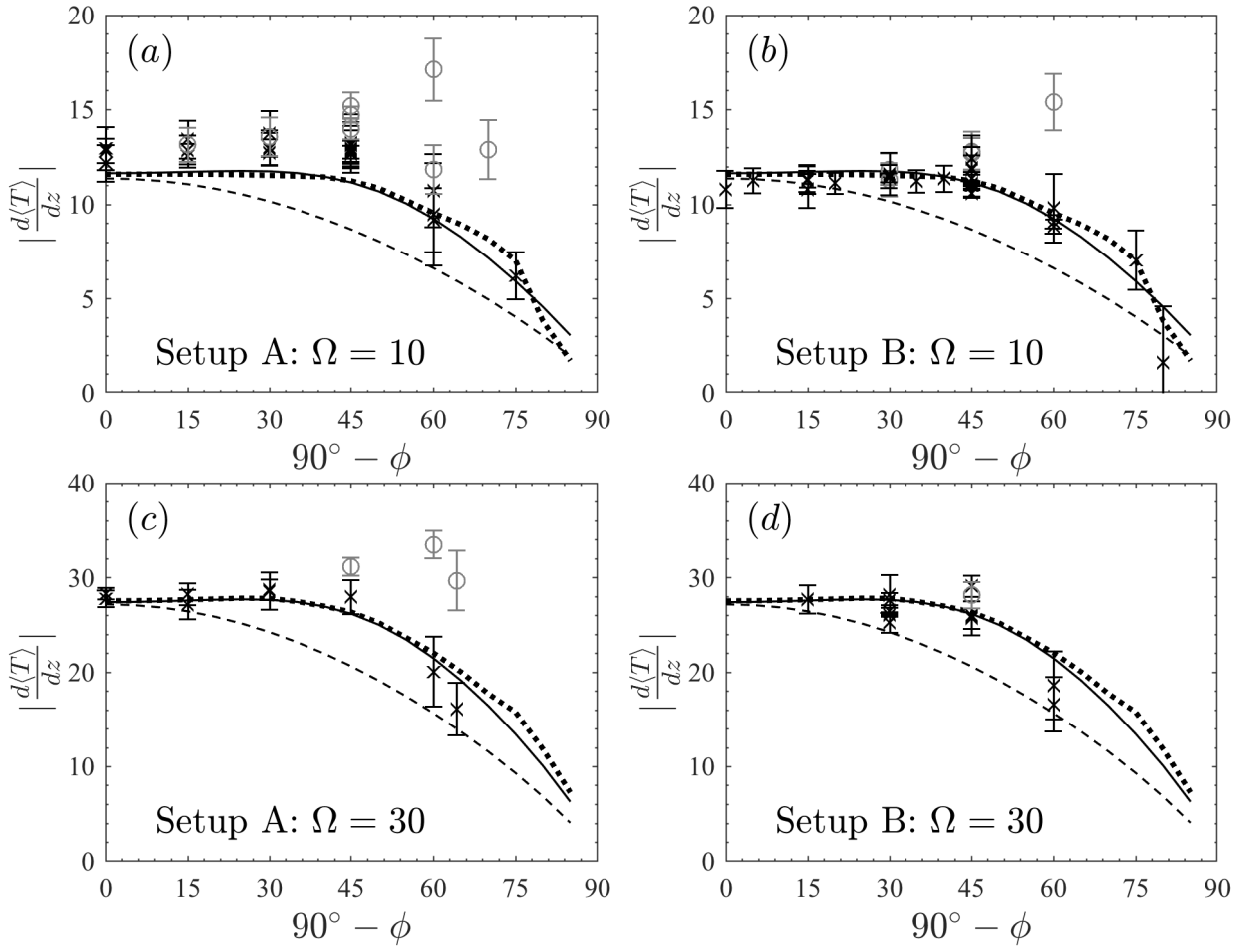 (a)
20
15
10
5
0
|d⟨T⟩/dz|
Setup A: Ω = 10
0 15 30 45 60 75 90
90° − ϕ
(b)
20
15
10
5
0
|d⟨T⟩/dz|
Setup B: Ω = 10
0 15 30 45 60 75 90
90° − ϕ
(c)
40
30
20
10
0
|d⟨T⟩/dz|
Setup A: Ω = 30
0 15 30 45 60 75 90
90° − ϕ
(d)
40
30
20
10
0
|d⟨T⟩/dz|
Setup B: Ω = 30
0 15 30 45 60 75 90
90° − ϕ